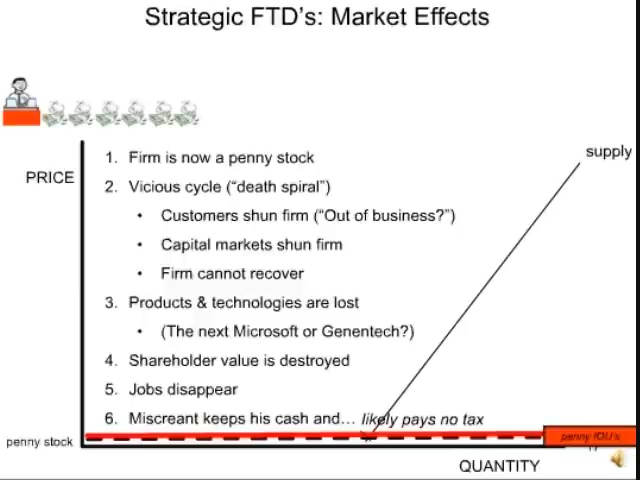 Strategic FTD's: Market Effects
supply
PRICE
1. Firm is now a penny stock
2. Vicious cycle ("death spiral")
• Customers shun firm ("Out of business?")
• Capital markets shun firm
• Firm cannot recover
3. Products & technologies are lost
• (The next Microsoft or Genentech?)
4. Shareholder value is destroyed
5. Jobs disappear
6. Miscreant keeps his cash and… likely pays no tax
penny stock
penny IOU's
QUANTITY